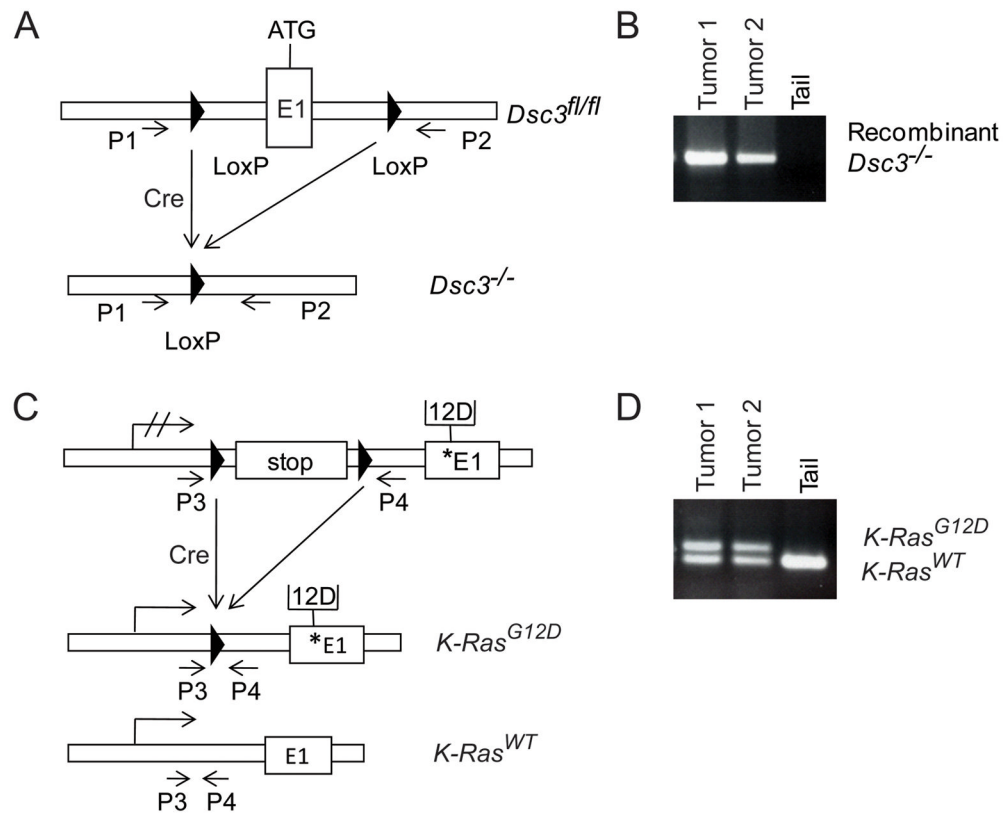 A
ATG
E1
Dsc3fl/fl
P1
P2
LoxP
LoxP
Cre
Dsc3-/-
P1
P2
LoxP
B
Tumor 1
Tumor 2
Tail
Recombinant
Dsc3-/-
C
12D
stop
*E1
P3
P4
Cre
12D
*E1
K-RasG12D
P3
P4
E1
K-RasWT
P3
P4
D
Tumor 1
Tumor 2
Tail
K-RasG12D
K-RasWT